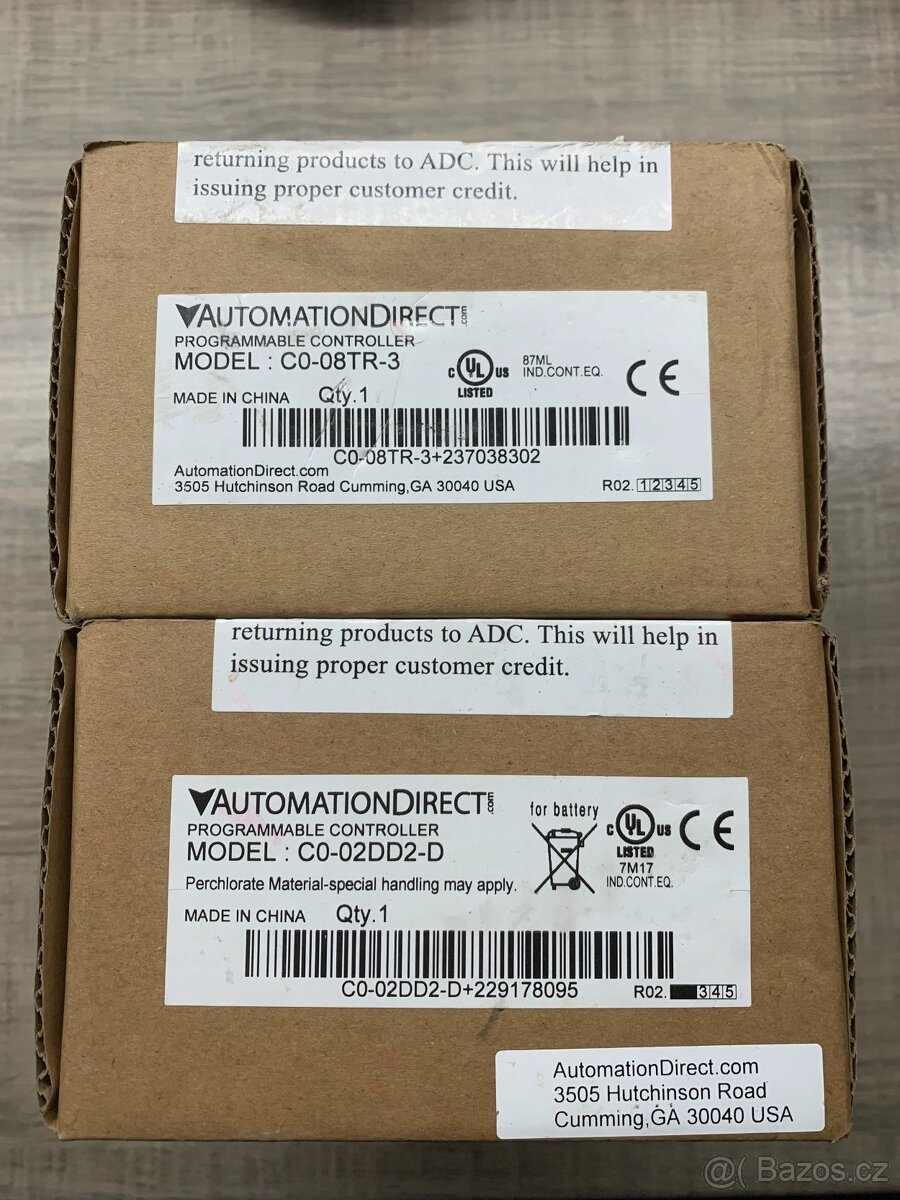 returning products to ADC. This will help in
issuing proper customer credit.
AUTOMATIONDIRECT.com
PROGRAMMABLE CONTROLLER
MODEL : C0-08TR-3
C UL US
LISTED
87ML
IND.CONT.EQ.
CE
MADE IN CHINA Qty.1
C0-08TR-3+237038302
AutomationDirect.com
3505 Hutchinson Road Cumming,GA 30040 USA
R02. 1 2 3 4 5
returning products to ADC. This will help in
issuing proper customer credit.
AUTOMATIONDIRECT.com
PROGRAMMABLE CONTROLLER
MODEL : C0-02DD2-D
for battery
C UL US
LISTED
7M17
IND.CONT.EQ.
CE
Perchlorate Material-special handling may apply.
MADE IN CHINA Qty.1
C0-02DD2-D+229178095
R02. 3 4 5
AutomationDirect.com
3505 Hutchinson Road
Cumming,GA 30040 USA
@( Bazos.cz